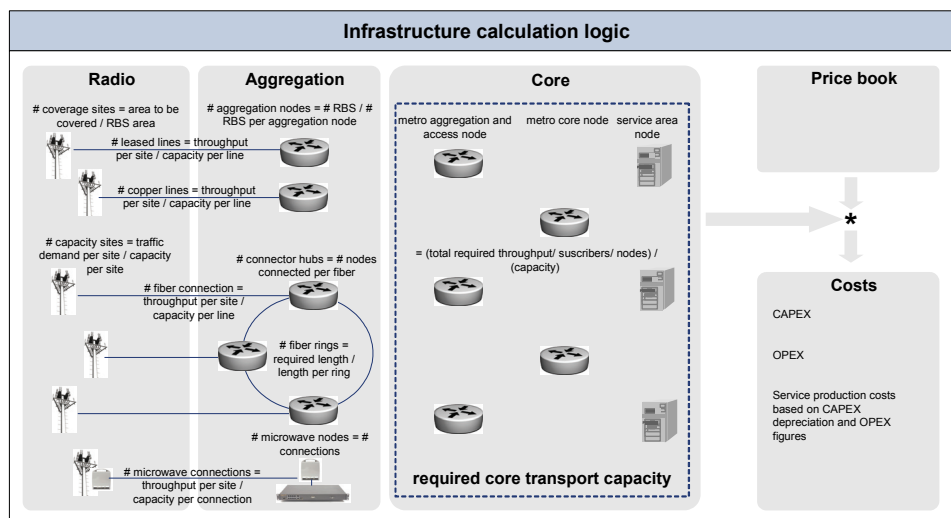 Infrastructure calculation logic
Radio
# coverage sites = area to be
covered / RBS area
# leased lines = throughput
per site / capacity per line
# copper lines = throughput
per site / capacity per line
# capacity sites = traffic
demand per site / capacity
per site
# fiber connection =
throughput per site /
capacity per line
# microwave connections =
throughput per site /
capacity per connection
Aggregation
# aggregation nodes = # RBS / #
RBS per aggregation node
# connector hubs = # nodes
connected per fiber
# fiber rings =
required length /
length per ring
# microwave nodes = #
connections
Core
metro aggregation and
access node
metro core node
service area
node
= (total required throughput/ suscribers/ nodes) /
(capacity)
required core transport capacity
Price book
*
Costs
CAPEX
OPEX
Service production costs
based on CAPEX
depreciation and OPEX
figures